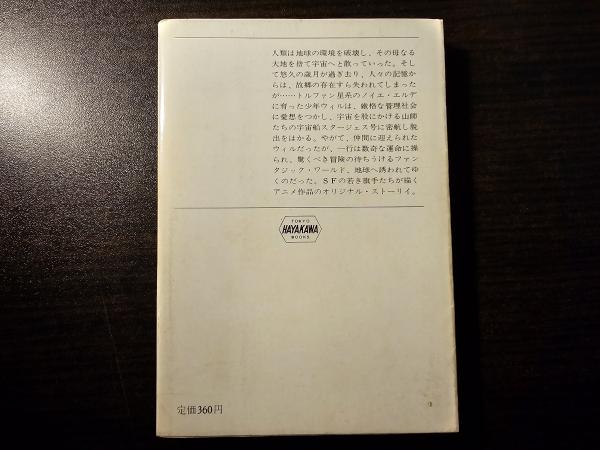 人類は地球の環境を破壊し、その母なる
大地を捨て宇宙へと散っていった。そし
て悠久の歳月が過ぎ去り、人々の記憶か
らは、故郷の存在すら失われてしまった
が……トルファン星系のノイエ・エルデ
に育った少年ウィルは、厳格な管理社会
に愛想をつかし、宇宙を股にかける山師
たちの宇宙船スタージェス号に密航し脱
出をはかる。やがて、仲間に迎えられた
ウィルだったが、一行は数奇な運命に操
られ、驚くべき冒険の待ちうけるファン
タジック・ワールド、地球へ誘われてゆ
くのだった。ＳＦの若き旗手たちが描く
アニメ作品のオリジナル・ストーリイ。
TOKYO
HAYAKAWA
BOOKS
定価360円